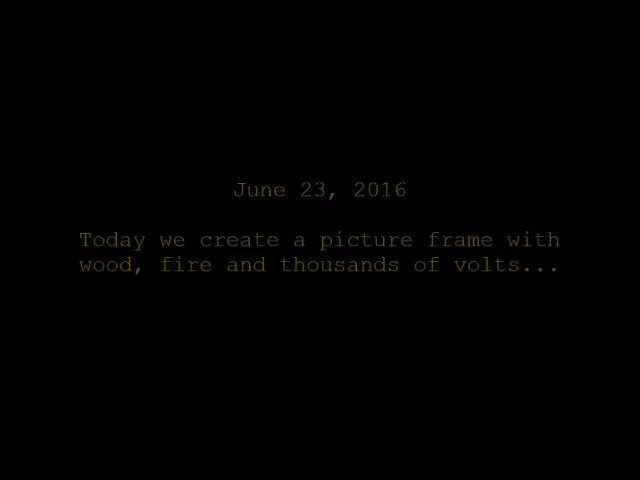 June 23, 2016
Today we create a picture frame with
wood, fire and thousands of volts...